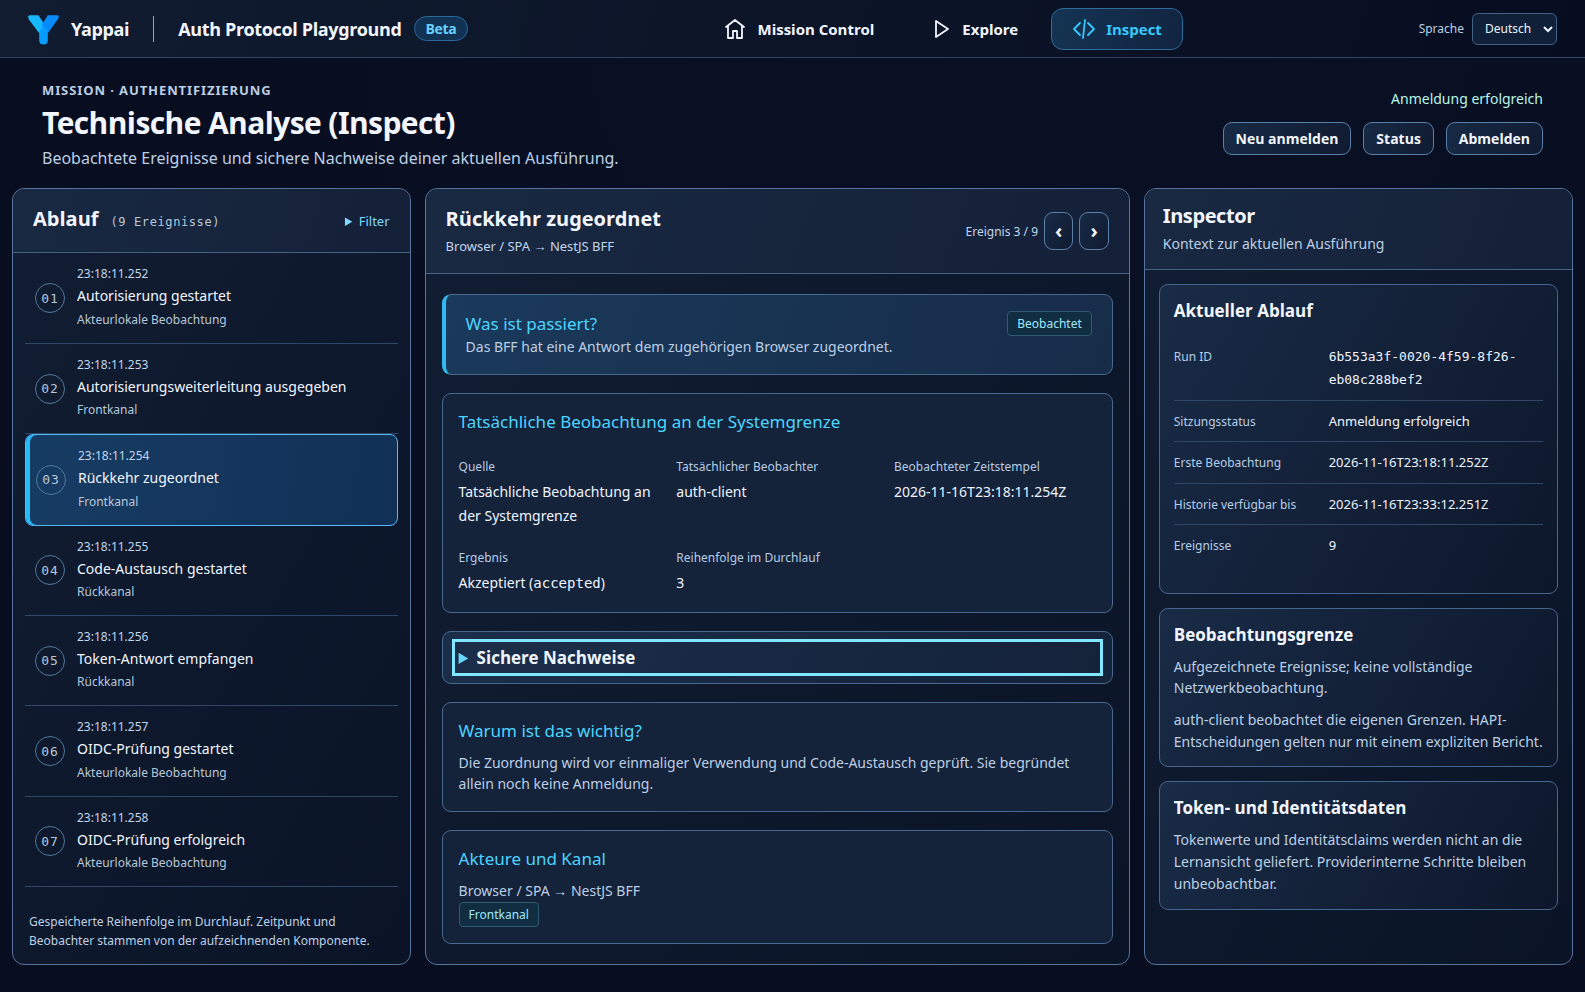 Yappai
Auth Protocol Playground
Beta
Mission Control
Explore
Inspect
Sprache
Deutsch
MISSION · AUTHENTIFIZIERUNG
Technische Analyse (Inspect)
Beobachtete Ereignisse und sichere Nachweise deiner aktuellen Ausführung.
Anmeldung erfolgreich
Neu anmelden
Status
Abmelden
Ablauf (9 Ereignisse)
Filter
23:18:11.252
01
Autorisierung gestartet
Akteurlokale Beobachtung
23:18:11.253
02
Autorisierungsweiterleitung ausgegeben
Frontkanal
23:18:11.254
03
Rückkehr zugeordnet
Frontkanal
23:18:11.255
04
Code-Austausch gestartet
Rückkanal
23:18:11.256
05
Token-Antwort empfangen
Rückkanal
23:18:11.257
06
OIDC-Prüfung gestartet
Akteurlokale Beobachtung
23:18:11.258
07
OIDC-Prüfung erfolgreich
Akteurlokale Beobachtung
Gespeicherte Reihenfolge im Durchlauf. Zeitpunkt und
Beobachter stammen von der aufzeichnenden Komponente.
Rückkehr zugeordnet
Browser / SPA → NestJS BFF
Ereignis 3 / 9
‹
›
Was ist passiert?
Beobachtet
Das BFF hat eine Antwort dem zugehörigen Browser zugeordnet.
Tatsächliche Beobachtung an der Systemgrenze
Quelle
Tatsächliche Beobachtung an
der Systemgrenze
Tatsächlicher Beobachter
auth-client
Beobachteter Zeitstempel
2026-11-16T23:18:11.254Z
Ergebnis
Akzeptiert (accepted)
Reihenfolge im Durchlauf
3
Sichere Nachweise
Warum ist das wichtig?
Die Zuordnung wird vor einmaliger Verwendung und Code-Austausch geprüft. Sie begründet
allein noch keine Anmeldung.
Akteure und Kanal
Browser / SPA → NestJS BFF
Frontkanal
Inspector
Kontext zur aktuellen Ausführung
Aktueller Ablauf
Run ID
6b553a3f-0020-4f59-8f26-
eb08c288bef2
Sitzungsstatus
Anmeldung erfolgreich
Erste Beobachtung
2026-11-16T23:18:11.252Z
Historie verfügbar bis
2026-11-16T23:33:12.251Z
Ereignisse
9
Beobachtungsgrenze
Aufgezeichnete Ereignisse; keine vollständige
Netzwerkbeobachtung.
auth-client beobachtet die eigenen Grenzen. HAPI-
Entscheidungen gelten nur mit einem expliziten Bericht.
Token- und Identitätsdaten
Tokenwerte und Identitätsclaims werden nicht an die
Lernansicht geliefert. Providerinterne Schritte bleiben
unbeobachtbar.